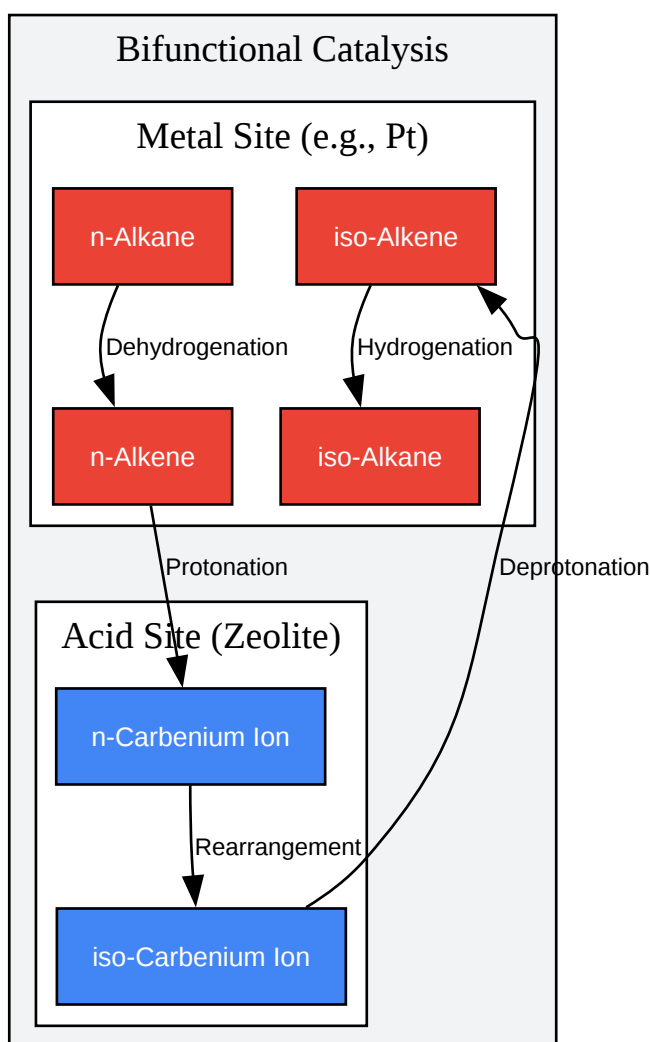 Bifunctional Catalysis
Metal Site (e.g., Pt)
n-Alkane
iso-Alkene
Dehydrogenation
Hydrogenation
n-Alkene
iso-Alkane
Protonation
Deprotonation
Acid Site (Zeolite)
n-Carbenium Ion
Rearrangement
iso-Carbenium Ion